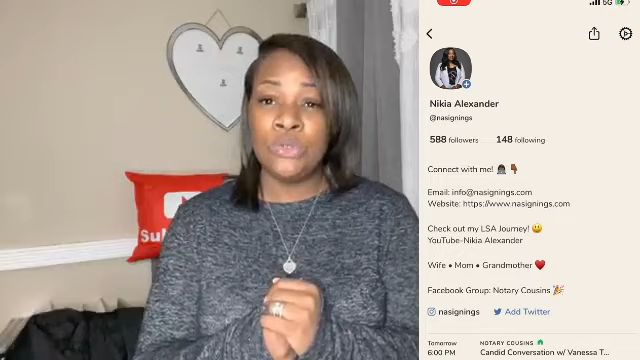 Su
5G
Nikia Alexander
@nasignings
588 followers 148 following
Connect with me! 👩🏿‍💻 👇🏾
Email: info@nasignings.com
Website: https://www.nasignings.com
Check out my LSA Journey! 😃
YouTube-Nikia Alexander
Wife • Mom • Grandmother ❤️
Facebook Group: Notary Cousins 🎉
nasignings Add Twitter
Tomorrow NOTARY COUSINS
6:00 PM Candid Conversation w/ Vanessa T...